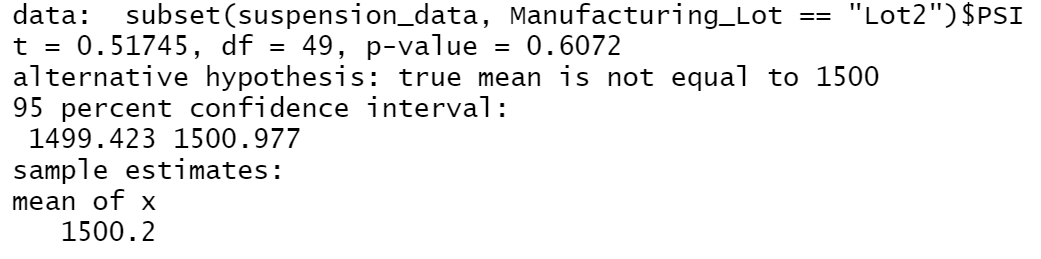 data:  subset(suspension_data, Manufacturing_Lot == "Lot2")$PSI
t = 0.51745, df = 49, p-value = 0.6072
alternative hypothesis: true mean is not equal to 1500
95 percent confidence interval:
 1499.423 1500.977
sample estimates:
mean of x
   1500.2